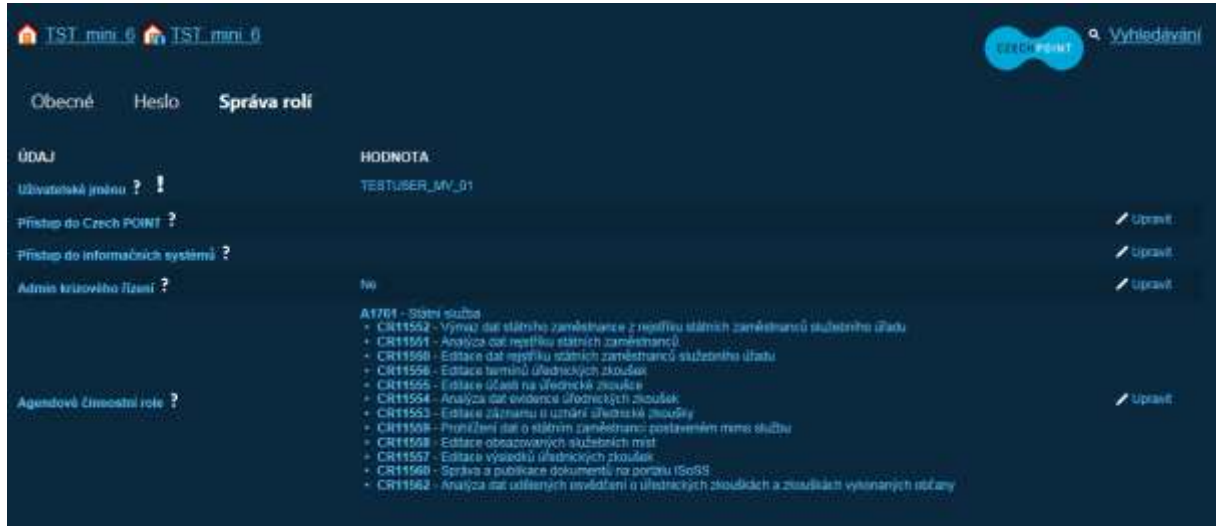 TST_mini_6 TST_mini_6
CZECHPOINT
Vyhledávání
Obecné Heslo Správa rolí
ÚDAJ HODNOTA
Uživatelské jméno ? ! TESTUSER_MV_01
Přístup do Czech POINT ? Upravit
Přístup do informačních systémů ? Upravit
Admin krizového řízení ? Ne Upravit
A1701 - Státní služba
• CR11552 - Výmaz dat státního zaměstnance z rejstříku státních zaměstnanců služebního úřadu
• CR11551 - Analýza dat rejstříku státních zaměstnanců
• CR11550 - Editace dat rejstříku státních zaměstnanců služebního úřadu
• CR11556 - Editace termínů úřednických zkoušek
• CR11555 - Editace účasti na úřednické zkoušce
• CR11554 - Analýza dat evidence úřednických zkoušek
• CR11553 - Editace záznamu o uznání úřednické zkoušky
• CR11559 - Prohlížení dat o státním zaměstnanci postaveném mimo službu
Agendové činnostní role ? Upravit
• CR11558 - Editace obsazovaných služebních míst
• CR11557 - Editace výsledků úřednických zkoušek
• CR11560 - Správa a publikace dokumentů na portálu ISoSS
• CR11562 - Analýza dat udělených osvědčení o úřednických zkouškách a zkouškách vykonaných občany